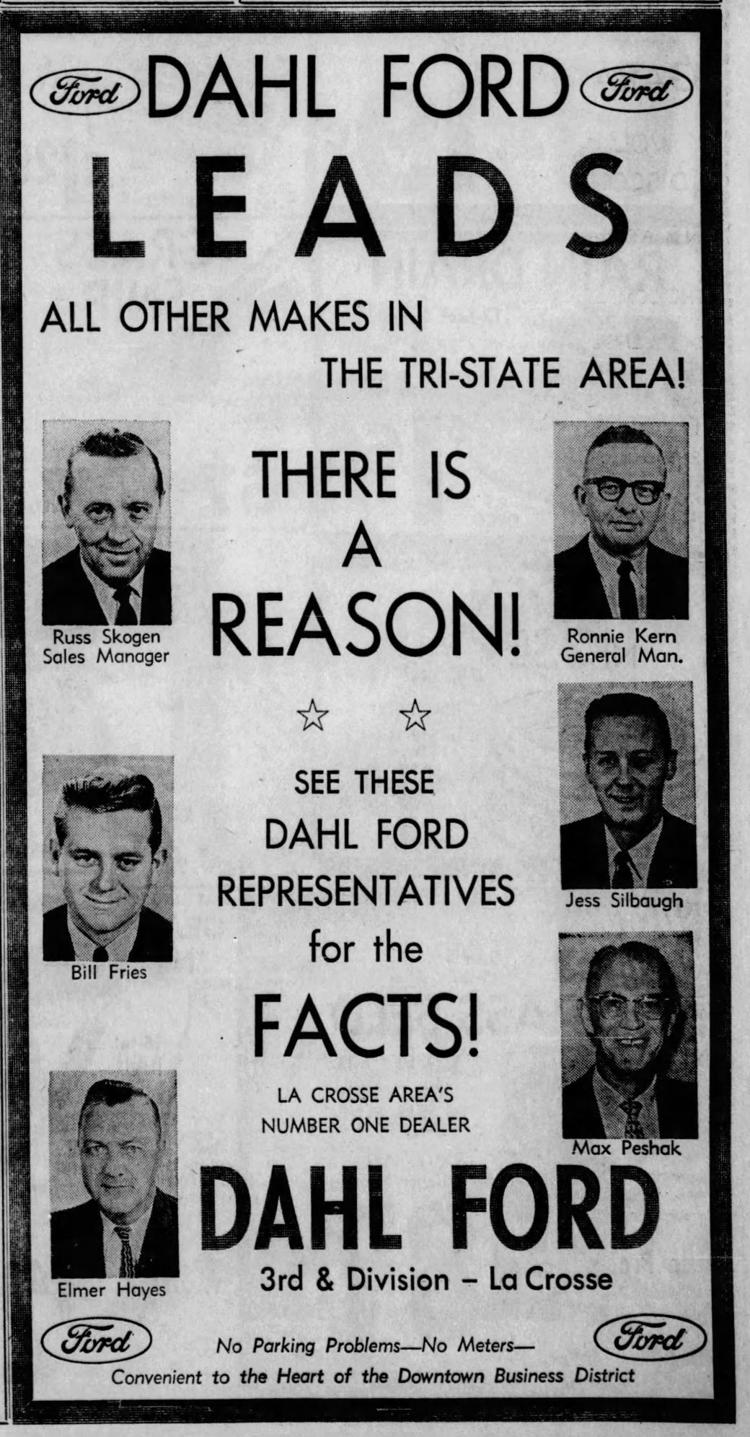 Ford DAHL FORD Ford
LEADS
ALL OTHER MAKES IN
THE TRI-STATE AREA!
THERE IS
A
REASON!
Russ Skogen
Sales Manager
Ronnie Kern
General Man.
SEE THESE
DAHL FORD
REPRESENTATIVES
for the
FACTS!
Jess Silbaugh
Bill Fries
Max Peshak
LA CROSSE AREA'S
NUMBER ONE DEALER
DAHL FORD
3rd & Division – La Crosse
Elmer Hayes
Ford
Ford
No Parking Problems—No Meters—
Convenient to the Heart of the Downtown Business District